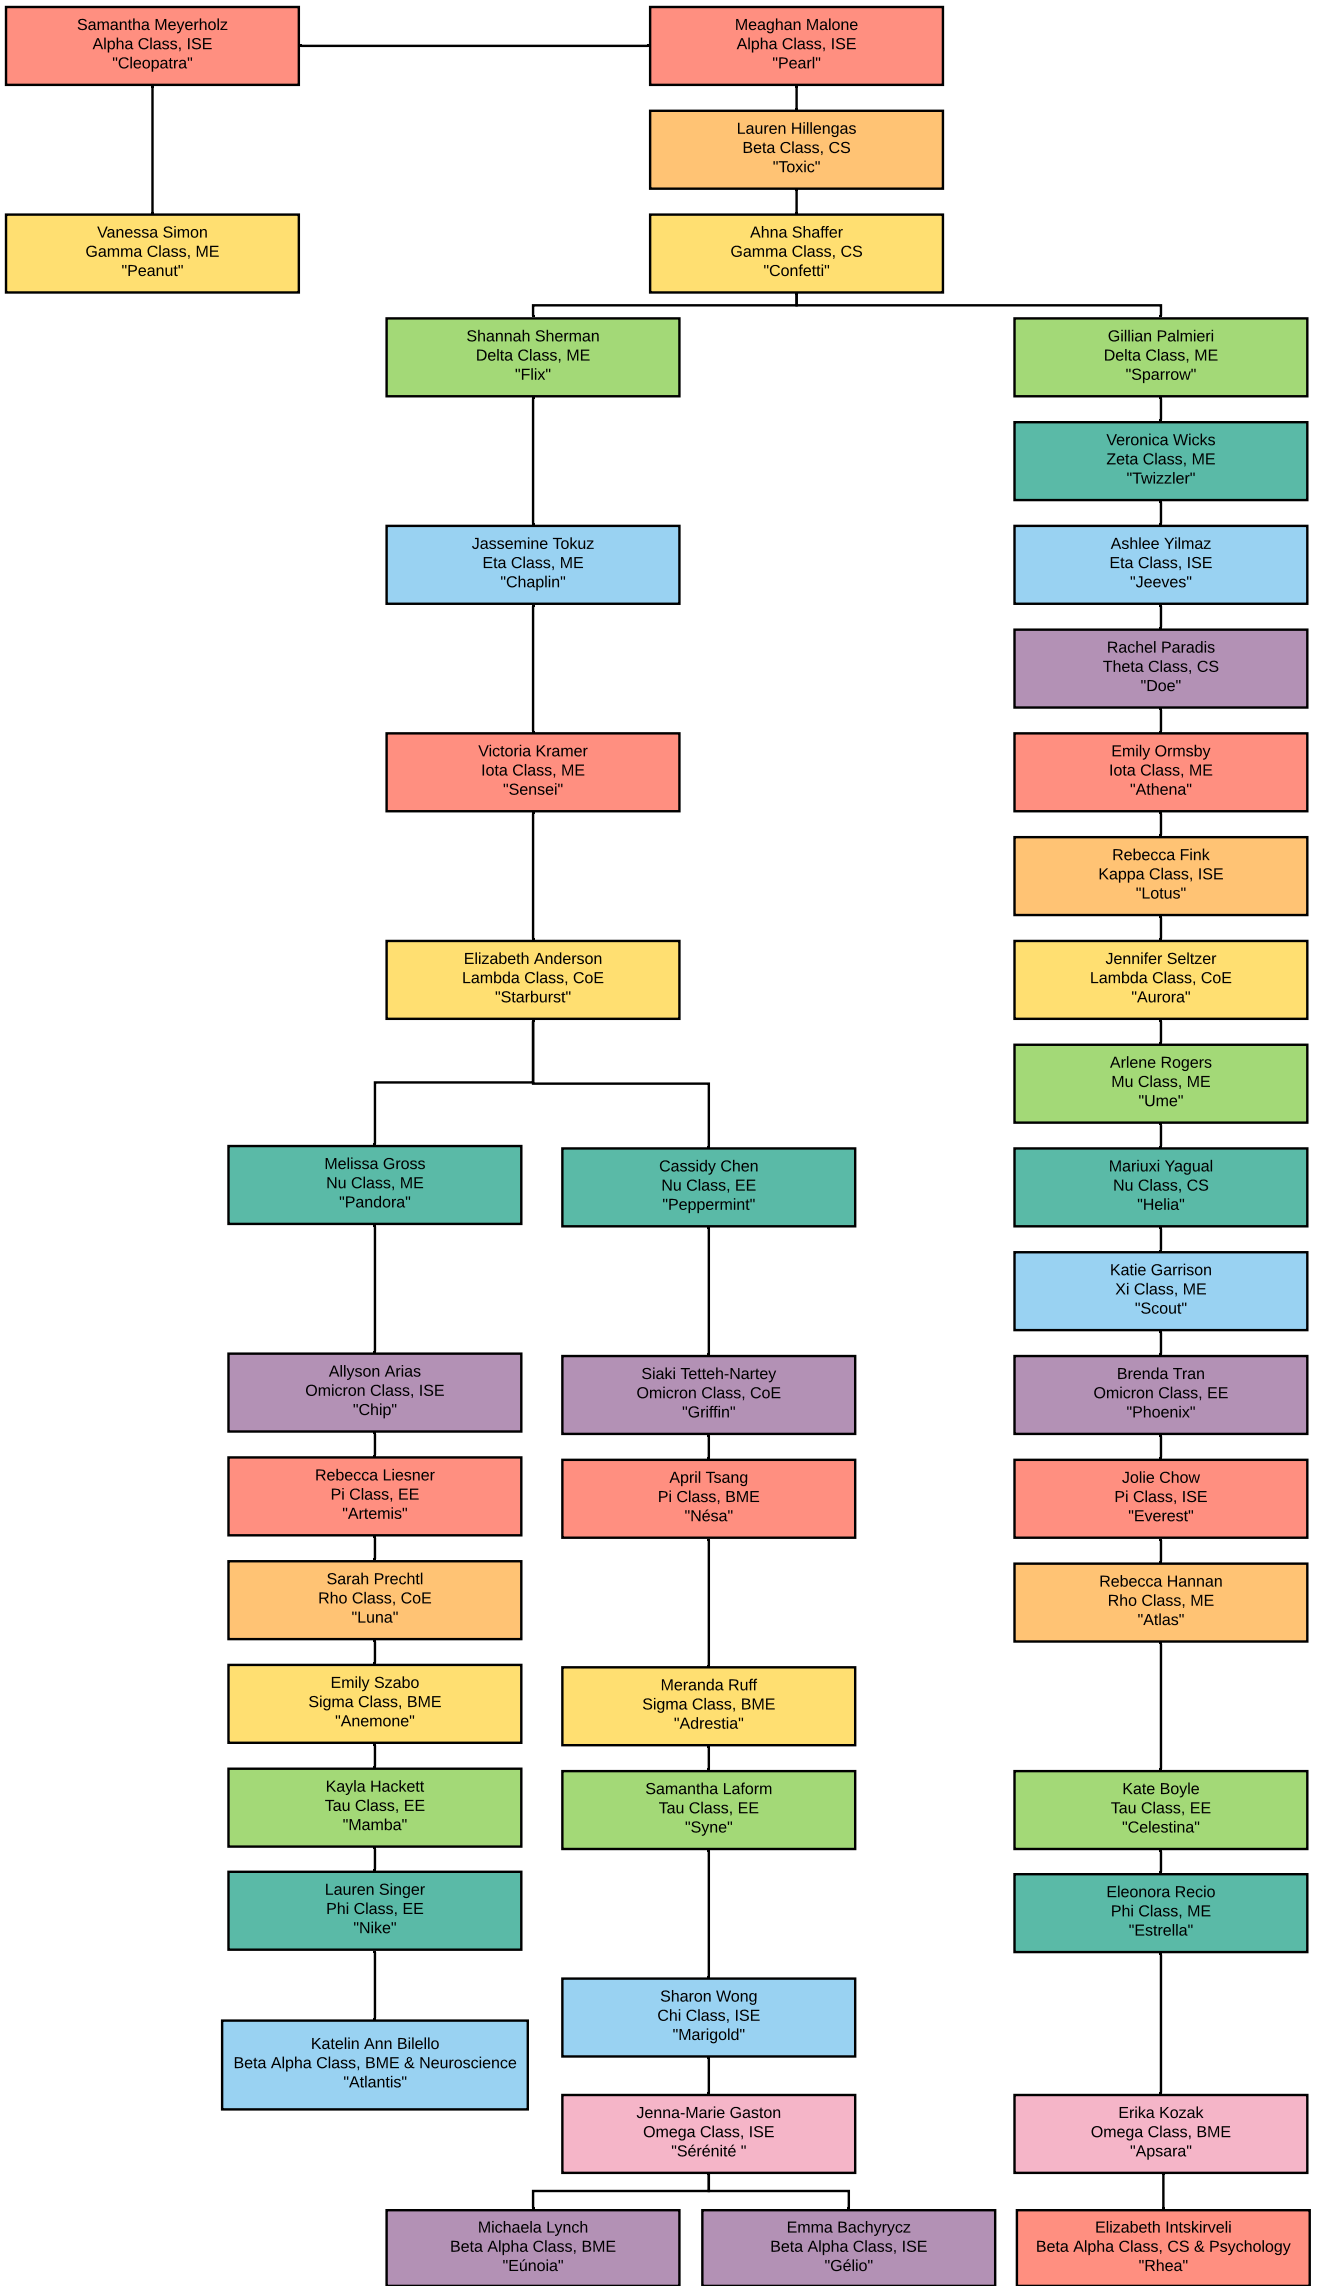 Samantha Meyerholz
Alpha Class, ISE
"Cleopatra"
Meaghan Malone
Alpha Class, ISE
"Pearl"
Lauren Hillengas
Beta Class, CS
"Toxic"
Vanessa Simon
Gamma Class, ME
"Peanut"
Ahna Shaffer
Gamma Class, CS
"Confetti"
Shannah Sherman
Delta Class, ME
"Flix"
Gillian Palmieri
Delta Class, ME
"Sparrow"
Veronica Wicks
Zeta Class, ME
"Twizzler"
Jassemine Tokuz
Eta Class, ME
"Chaplin"
Ashlee Yilmaz
Eta Class, ISE
"Jeeves"
Rachel Paradis
Theta Class, CS
"Doe"
Victoria Kramer
Iota Class, ME
"Sensei"
Emily Ormsby
Iota Class, ME
"Athena"
Rebecca Fink
Kappa Class, ISE
"Lotus"
Elizabeth Anderson
Lambda Class, CoE
"Starburst"
Jennifer Seltzer
Lambda Class, CoE
"Aurora"
Arlene Rogers
Mu Class, ME
"Ume"
Melissa Gross
Nu Class, ME
"Pandora"
Cassidy Chen
Nu Class, EE
"Peppermint"
Mariuxi Yagual
Nu Class, CS
"Helia"
Katie Garrison
Xi Class, ME
"Scout"
Allyson Arias
Omicron Class, ISE
"Chip"
Siaki Tetteh-Nartey
Omicron Class, CoE
"Griffin"
Brenda Tran
Omicron Class, EE
"Phoenix"
Rebecca Liesner
Pi Class, EE
"Artemis"
April Tsang
Pi Class, BME
"Nésa"
Jolie Chow
Pi Class, ISE
"Everest"
Sarah Prechtl
Rho Class, CoE
"Luna"
Rebecca Hannan
Rho Class, ME
"Atlas"
Emily Szabo
Sigma Class, BME
"Anemone"
Meranda Ruff
Sigma Class, BME
"Adrestia"
Kayla Hackett
Tau Class, EE
"Mamba"
Samantha Laform
Tau Class, EE
"Syne"
Kate Boyle
Tau Class, EE
"Celestina"
Lauren Singer
Phi Class, EE
"Nike"
Eleonora Recio
Phi Class, ME
"Estrella"
Sharon Wong
Chi Class, ISE
"Marigold"
Katelin Ann Bilello
Beta Alpha Class, BME & Neuroscience
"Atlantis"
Jenna-Marie Gaston
Omega Class, ISE
"Sérénité "
Erika Kozak
Omega Class, BME
"Apsara"
Michaela Lynch
Beta Alpha Class, BME
"Eúnoia"
Emma Bachyrycz
Beta Alpha Class, ISE
"Gélio"
Elizabeth Intskirveli
Beta Alpha Class, CS & Psychology
"Rhea"